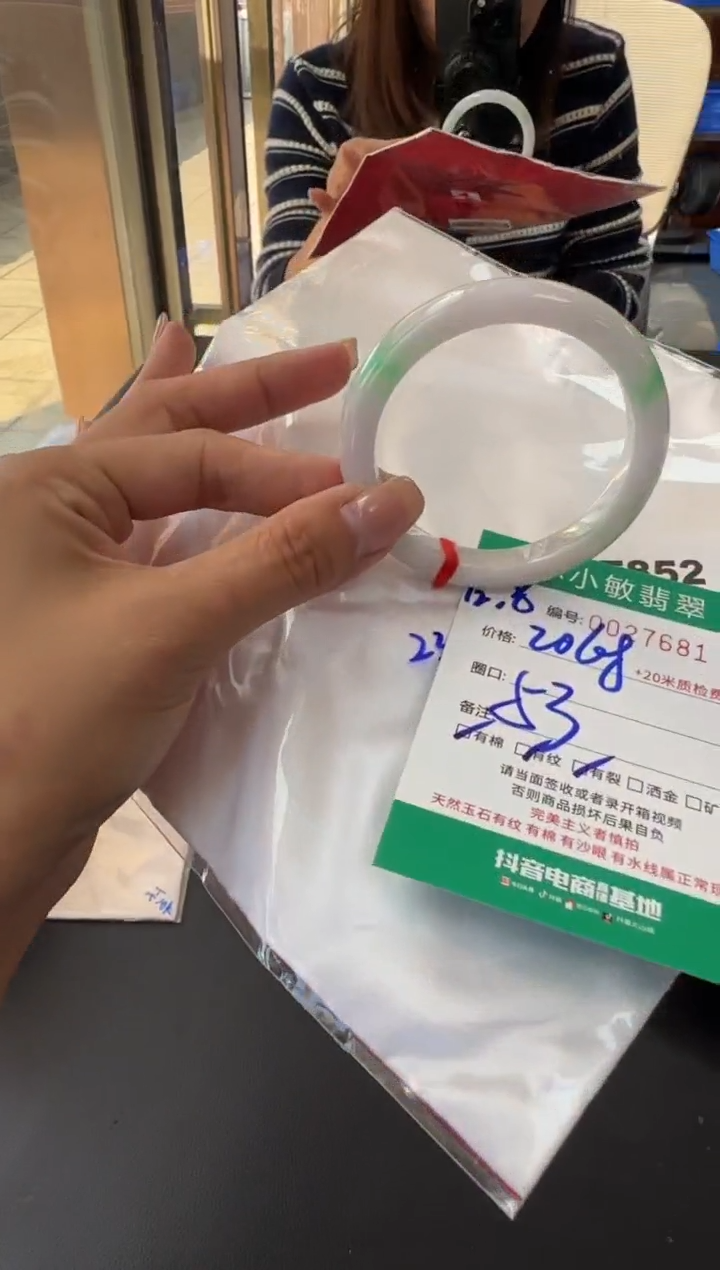 5852
小敏翡翠
12.8
编号: 0027681
价格: 2068 +20米质检费
圈口: 53
备注
有棉 有纹 有裂 洒金 矿
请当面签收或者录开箱视频
否则商品损坏后果自负
完美主义者慎拍
天然玉石有纹 有棉 有沙眼 有水线属正常现
抖音电商 基地